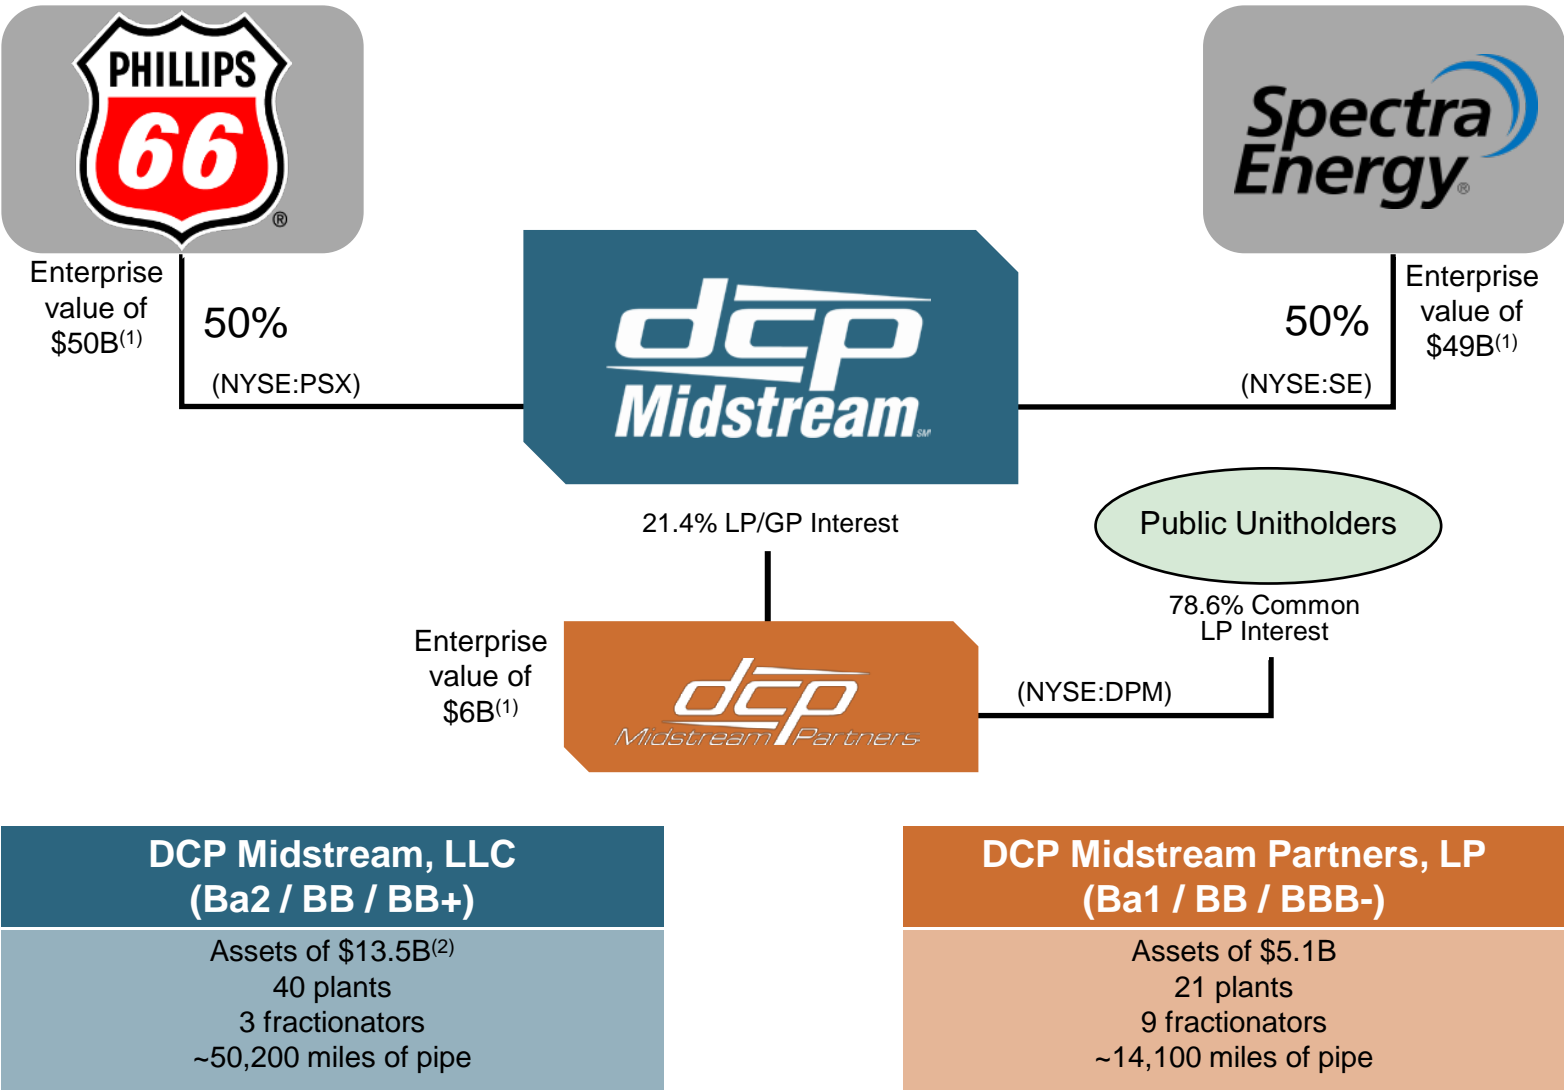 PHILLIPS
66
®
Spectra
Energy®
Enterprise
value of
$50B(1)
50%
(NYSE:PSX)
dcp
Midstream SM
50%
(NYSE:SE)
Enterprise
value of
$49B(1)
21.4% LP/GP Interest
Public Unitholders
78.6% Common
LP Interest
Enterprise
value of
$6B(1)
dcp
Midstream Partners
(NYSE:DPM)
DCP Midstream, LLC
(Ba2 / BB / BB+)
Assets of $13.5B(2)
40 plants
3 fractionators
~50,200 miles of pipe
DCP Midstream Partners, LP
(Ba1 / BB / BBB-)
Assets of $5.1B
21 plants
9 fractionators
~14,100 miles of pipe